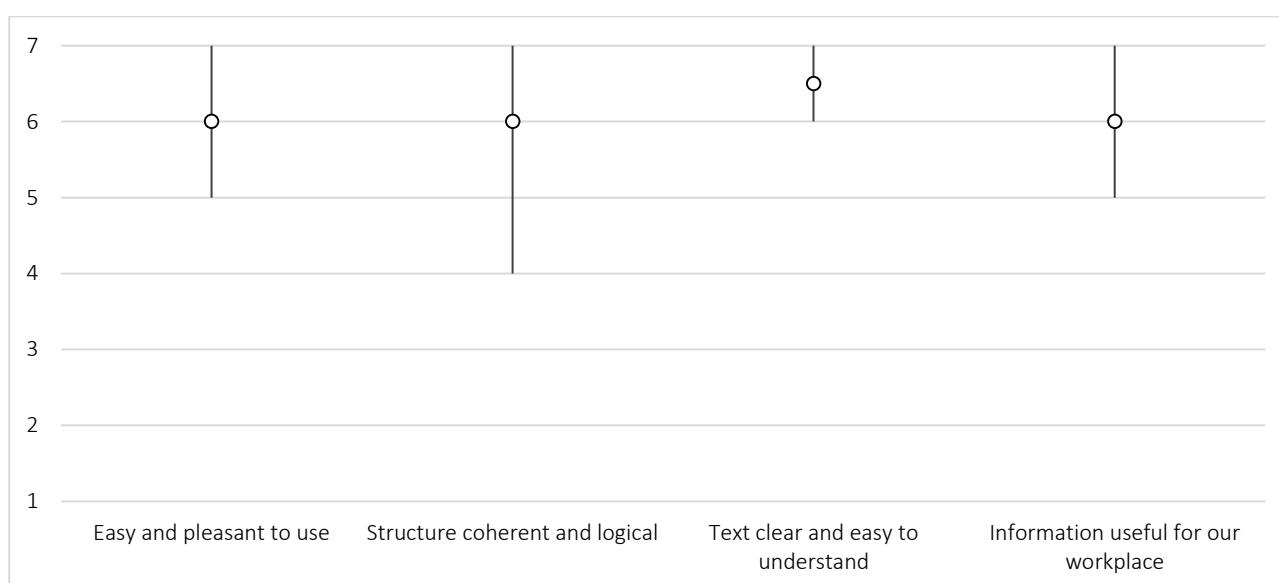 7
6
5
4
3
2
1
Easy and pleasant to use
Structure coherent and logical
Text clear and easy to
understand
Information useful for our
workplace